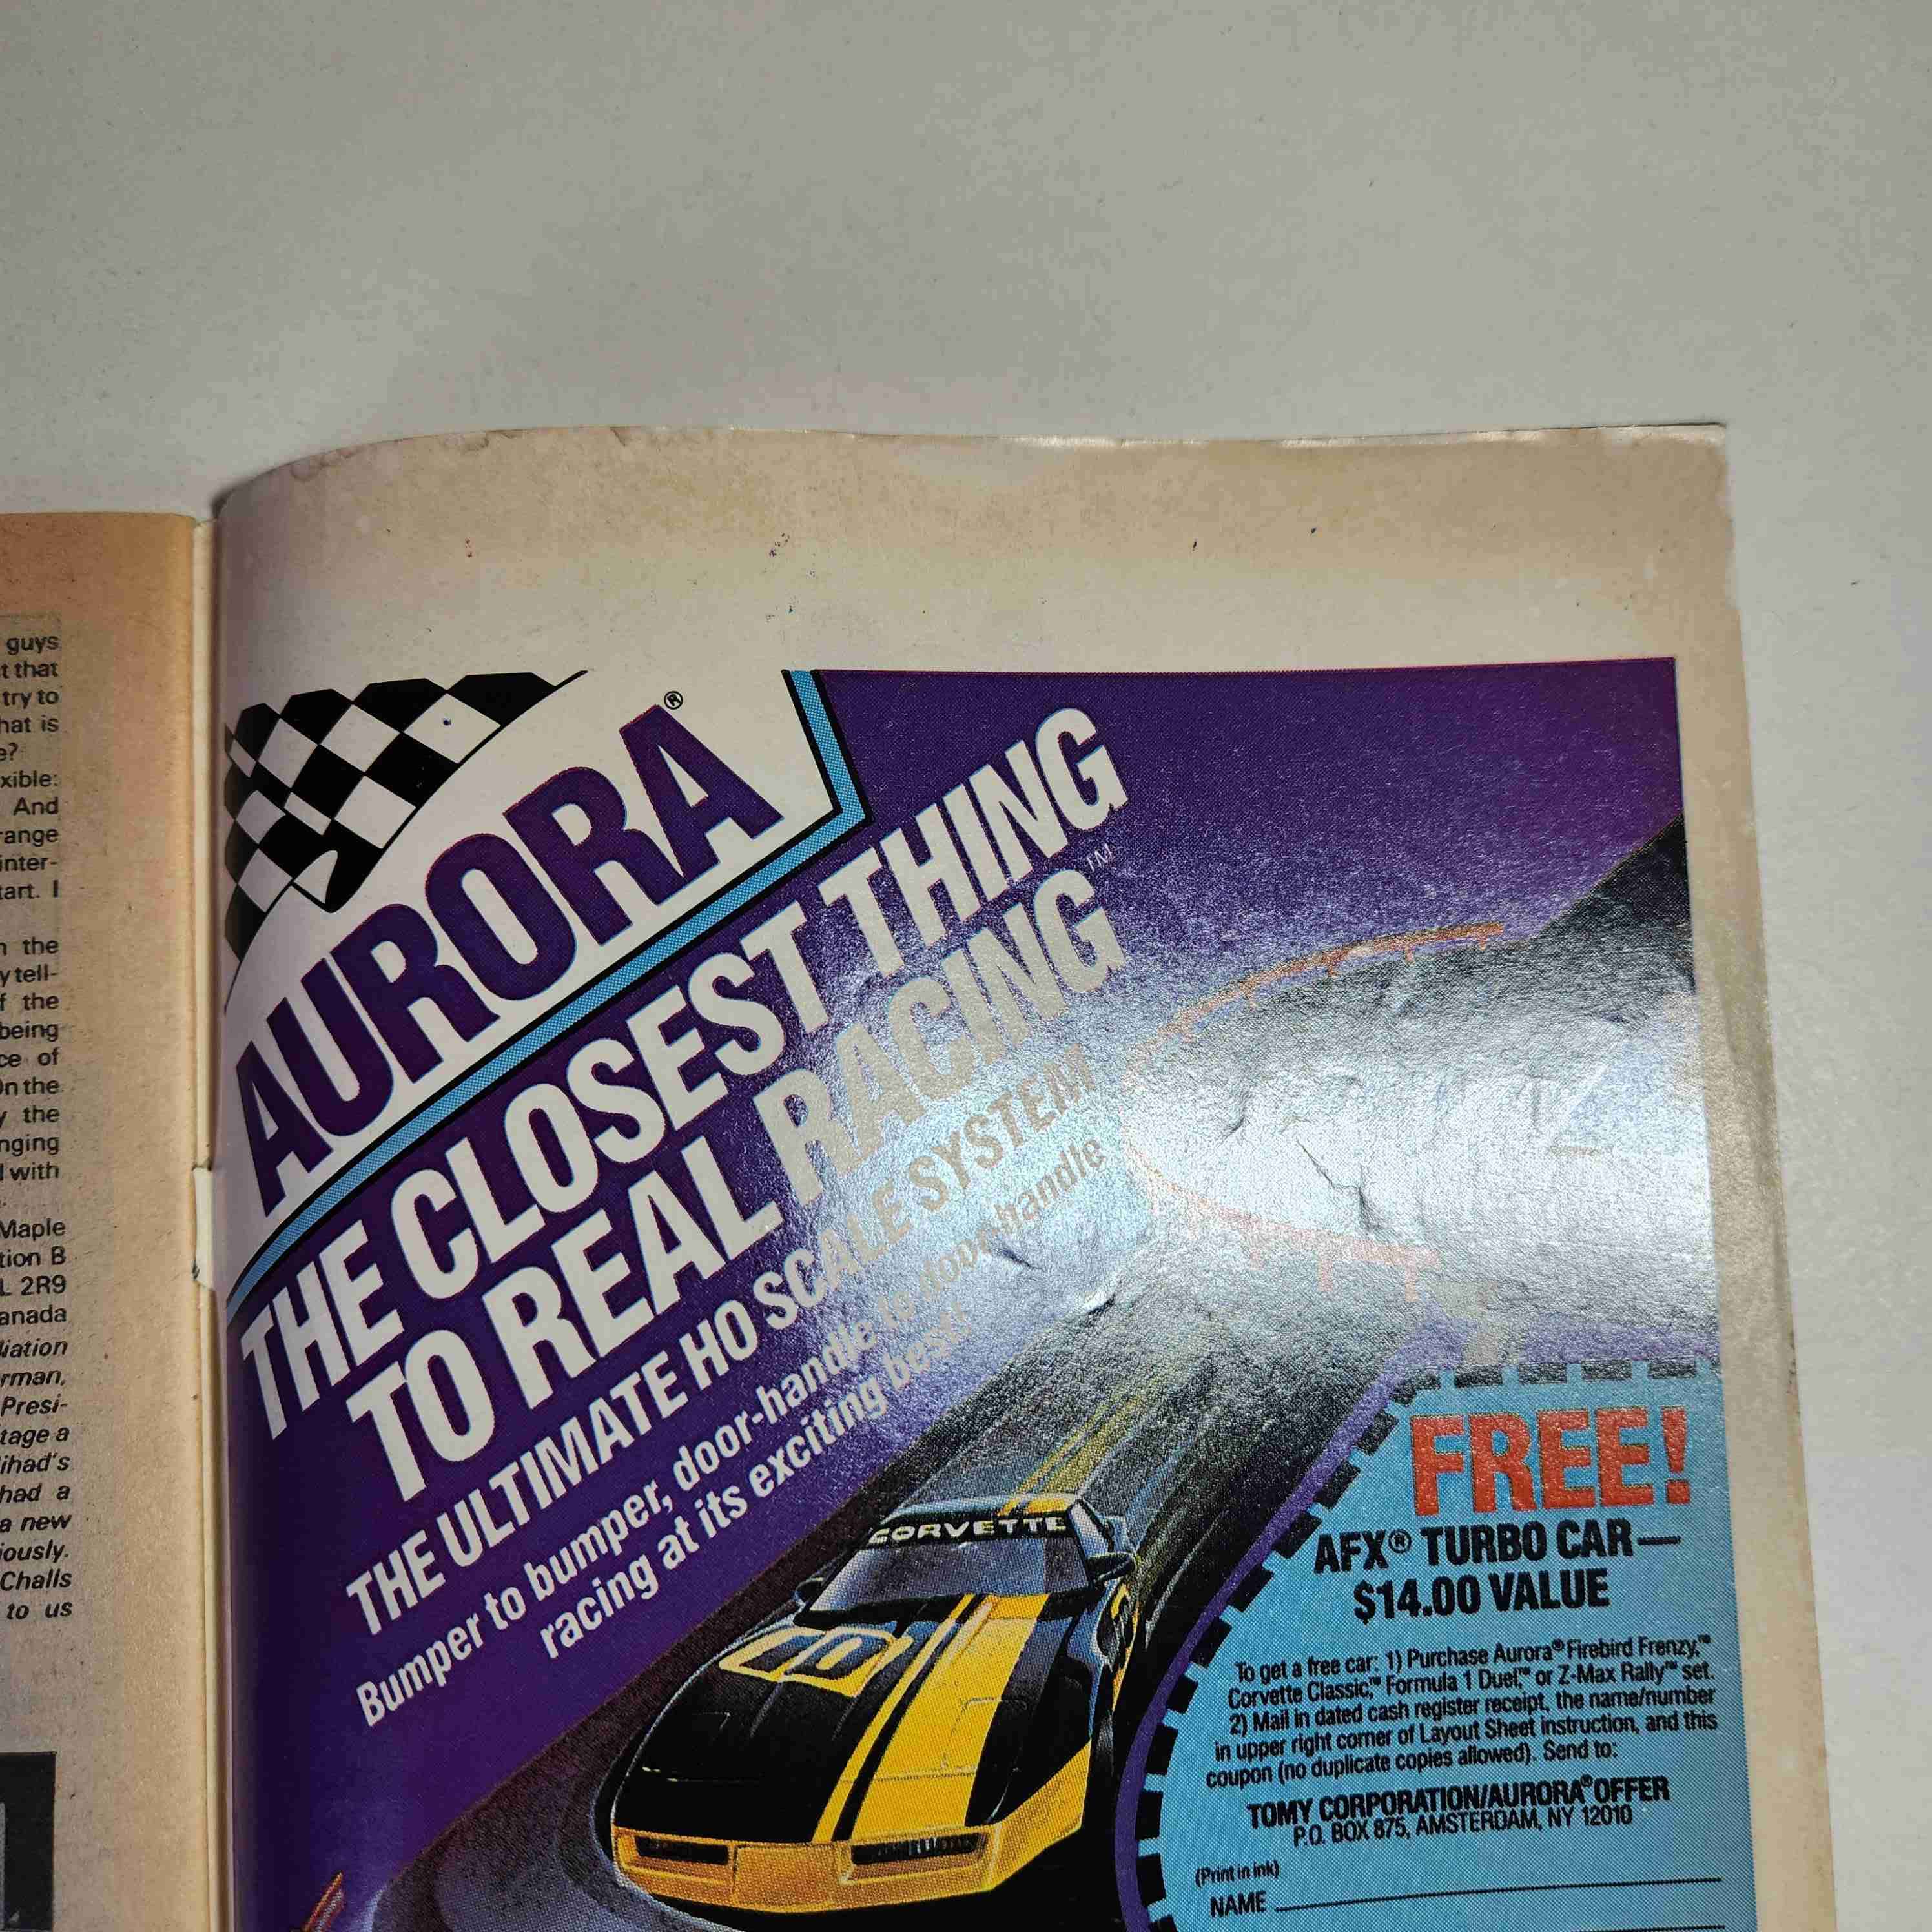 guys
t that
try to
hat is
e?
xible:
And
range
inter-
tart. I
n the
y tell-
f the
being
ce of
On the
y the
nging
l with
Maple
tion B
L 2R9
anada
liation
rman,
Presi-
tage a
Jihad's
had a
a new
iously.
Challs
to us
AURORA®
THE CLOSEST THING
TO REAL RACING™
THE ULTIMATE HO SCALE SYSTEM
Bumper to bumper, door-handle to door-handle
racing at its exciting best!
CORVETTE
FREE!
AFX® TURBO CAR—
$14.00 VALUE
To get a free car: 1) Purchase Aurora® Firebird Frenzy,™
Corvette Classic,™ Formula 1 Duel,™ or Z-Max Rally™ set.
2) Mail in dated cash register receipt, the name/number
in upper right corner of Layout Sheet instruction, and this
coupon (no duplicate copies allowed). Send to:
TOMY CORPORATION/AURORA® OFFER
P.O. BOX 875, AMSTERDAM, NY 12010
(Print in ink)
NAME